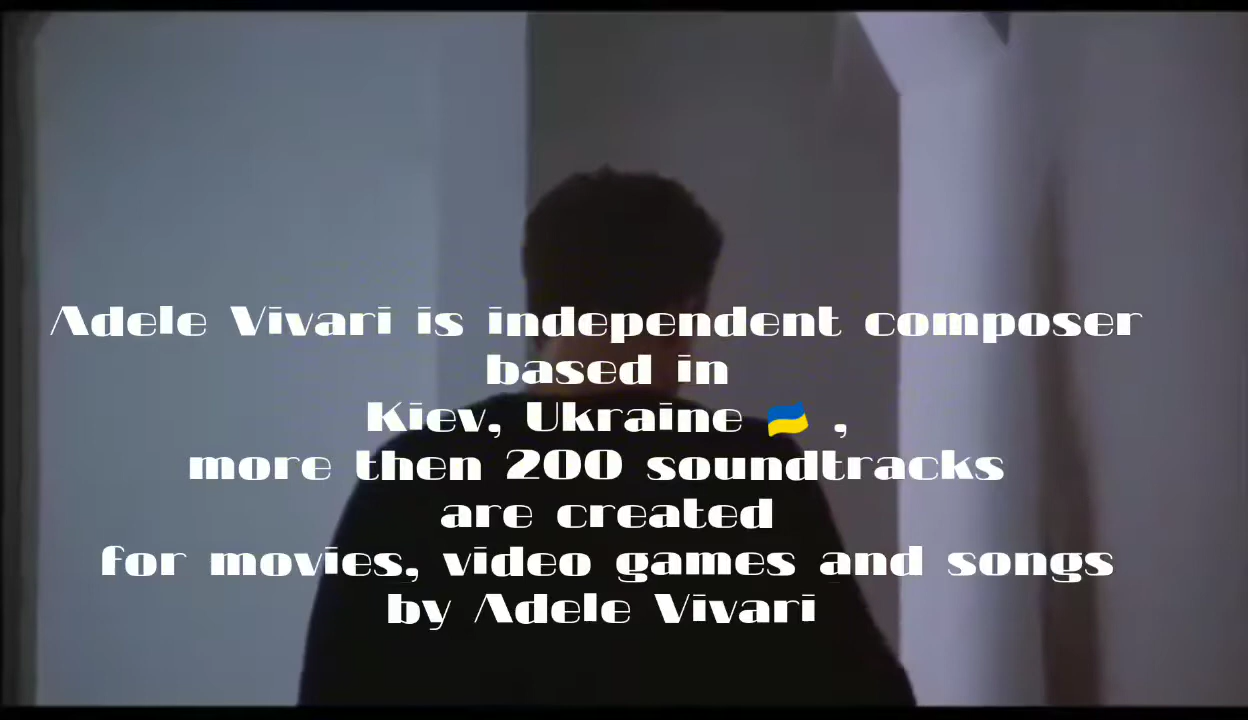 Adele Vivari is independent composer
based in
Kiev, Ukraine 🇺🇦 ,
more then 200 soundtracks
are created
for movies, video games and songs
by Adele Vivari